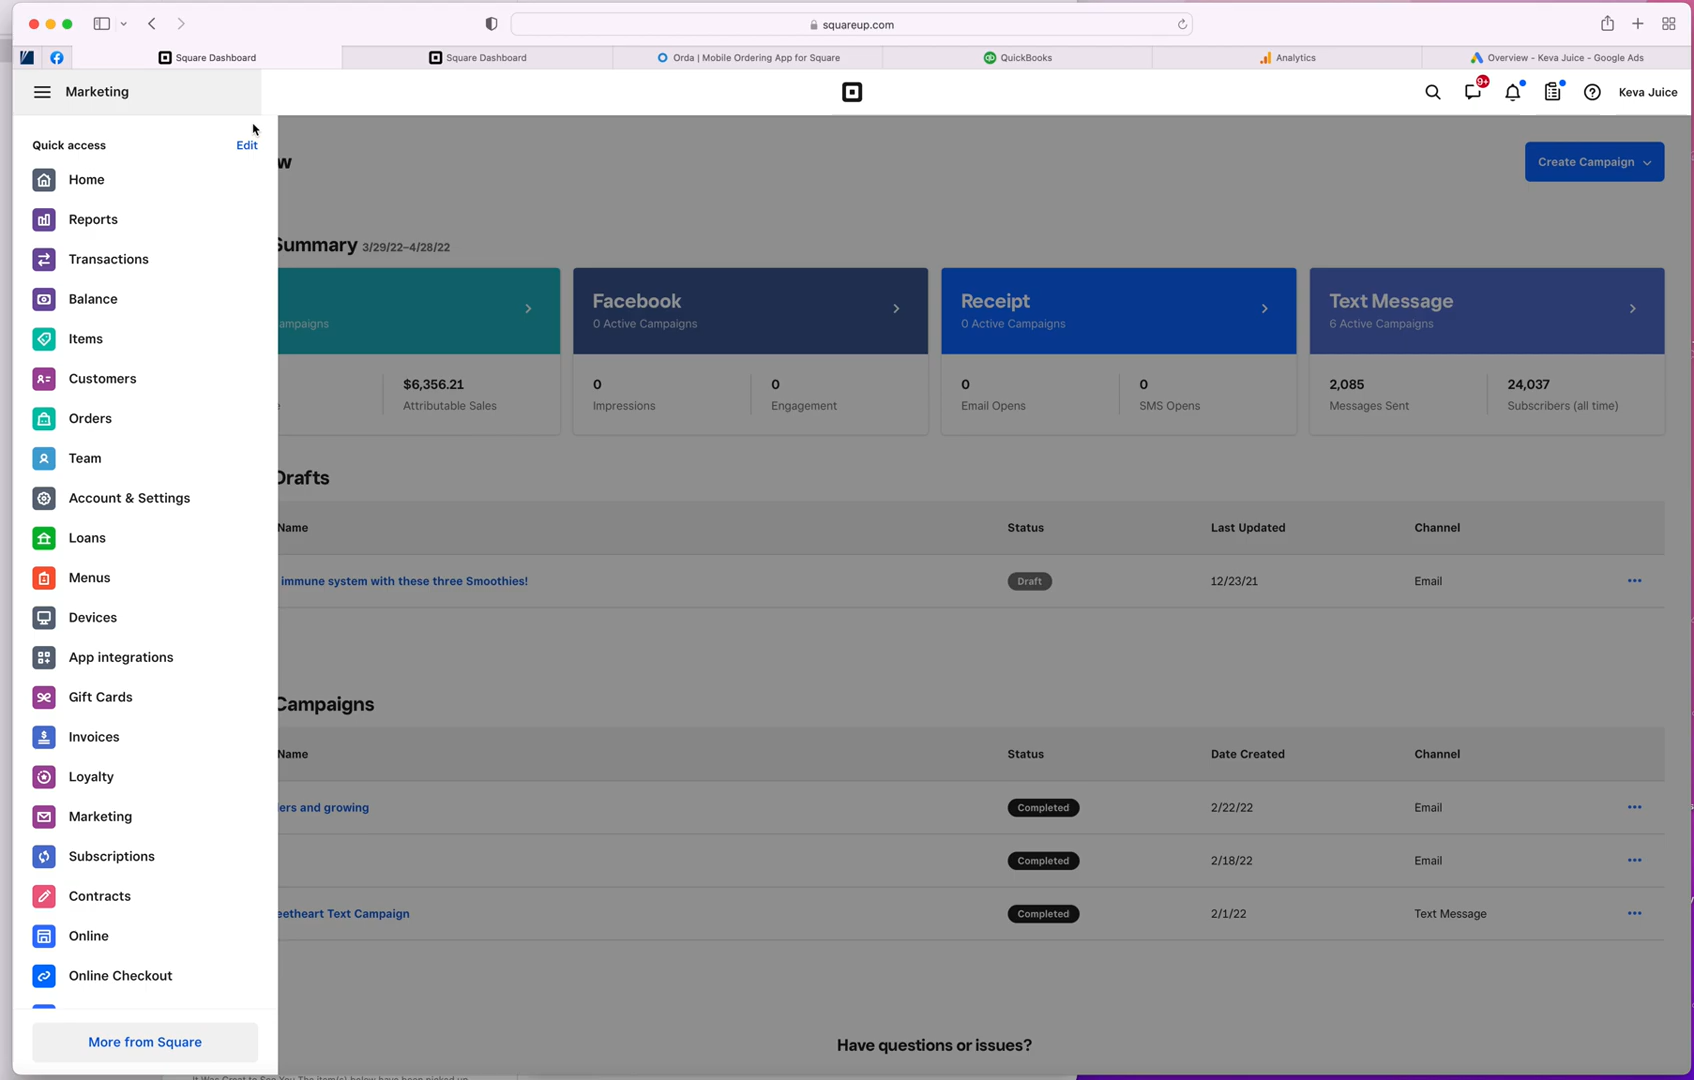 squareup.com
Square Dashboard
Square Dashboard
Orda | Mobile Ordering App for Square
QuickBooks
Analytics
Overview - Keva Juice - Google Ads
Marketing
9+
Keva Juice
Quick access
Edit
Home
Reports
Transactions
Balance
Items
Customers
Orders
Team
Account & Settings
Loans
Menus
Devices
App integrations
Gift Cards
Invoices
Loyalty
Marketing
Subscriptions
Contracts
Online
Online Checkout
More from Square
w
Create Campaign
Summary 3/29/22–4/28/22
ampaigns
$6,356.21
Attributable Sales
Facebook
0 Active Campaigns
0
Impressions
0
Engagement
Receipt
0 Active Campaigns
0
Email Opens
0
SMS Opens
Text Message
6 Active Campaigns
2,085
Messages Sent
24,037
Subscribers (all time)
Drafts
Name Status Last Updated Channel
immune system with these three Smoothies! Draft 12/23/21 Email
Campaigns
Name Status Date Created Channel
ers and growing Completed 2/22/22 Email
Completed 2/18/22 Email
eetheart Text Campaign Completed 2/1/22 Text Message
Have questions or issues?